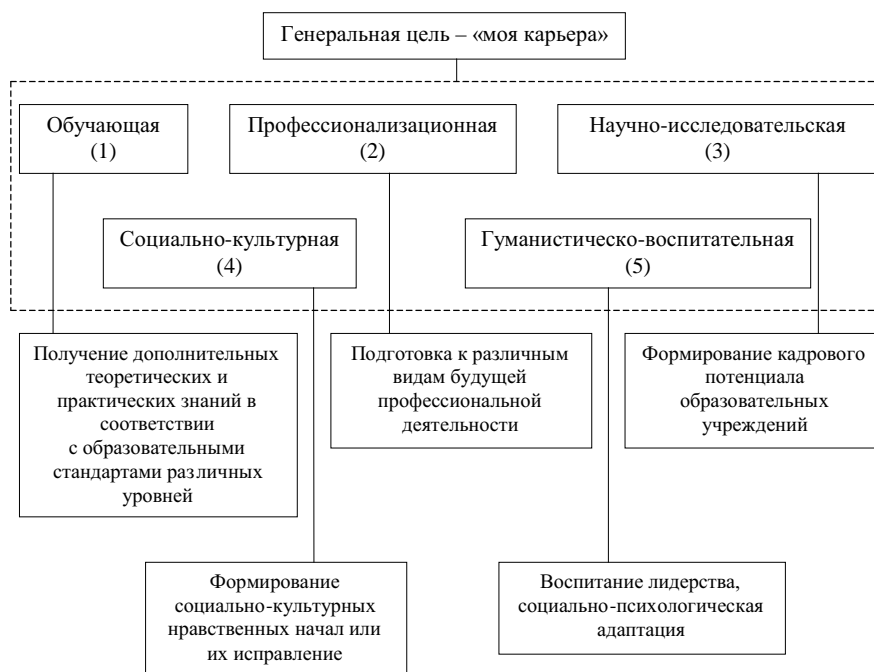 Генеральная цель – «моя карьера»
Обучающая
(1)
Профессионализационная
(2)
Научно-исследовательская
(3)
Социально-культурная
(4)
Гуманистическо-воспитательная
(5)
Получение дополнительных
теоретических и
практических знаний в
соответствии
с образовательными
стандартами различных
уровней
Подготовка к различным
видам будущей
профессиональной
деятельности
Формирование кадрового
потенциала
образовательных
учреждений
Формирование
социально-культурных
нравственных начал или
их исправление
Воспитание лидерства,
социально-психологическая
адаптация